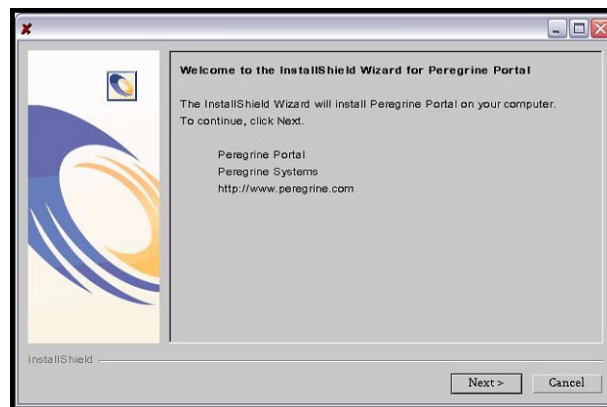 Welcome to the InstallShield Wizard for Peregrine Portal
The InstallShield Wizard will install Peregrine Portal on your computer.
To continue, click Next.
Peregrine Portal
Peregrine Systems
http://www.peregrine.com
InstallShield
Next >
Cancel